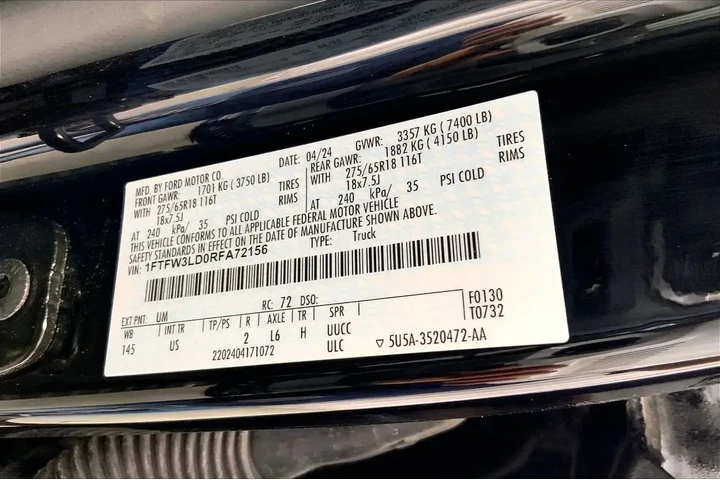 MFD. BY FORD MOTOR CO.
DATE: 04/24 GVWR: 3357 KG ( 7400 LB)
FRONT GAWR: 1701 KG ( 3750 LB) REAR GAWR: 1882 KG ( 4150 LB)
WITH 275/65R18 116T TIRES WITH 275/65R18 116T TIRES
18x7.5J RIMS 18x7.5J RIMS
AT 240 kPa/ 35 PSI COLD AT 240 kPa/ 35 PSI COLD
THIS VEHICLE CONFORMS TO ALL APPLICABLE FEDERAL MOTOR VEHICLE
SAFETY STANDARDS IN EFFECT ON THE DATE OF MANUFACTURE SHOWN ABOVE.
VIN: 1FTFW3LD0RFA72156 TYPE: Truck
EXT PNT: UM RC: 72 DSO: F0130
WB INT TR TP/PS R AXLE TR SPR T0732
145 US 2 L6 H UUCC
2202404171072 ULC ▽ 5U5A-3520472-AA